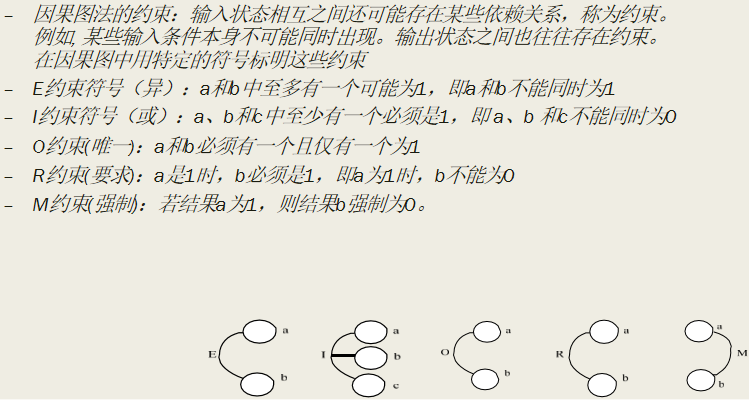 – 因果图法的约束：输入状态相互之间还可能存在某些依赖关系，称为约束。
例如, 某些输入条件本身不可能同时出现。输出状态之间也往往存在约束。
在因果图中用特定的符号标明这些约束
– E约束符号（异）：a和b中至多有一个可能为1，即a和b不能同时为1
– I约束符号（或）：a、b和c中至少有一个必须是1，即 a、b 和c不能同时为0
– O约束(唯一)：a和b必须有一个且仅有一个为1
– R约束(要求)：a是1时，b必须是1，即a为1时，b不能为0
– M约束(强制)：若结果a为1，则结果b强制为0。
E a b
I a b c
O a b
R a b
a b M